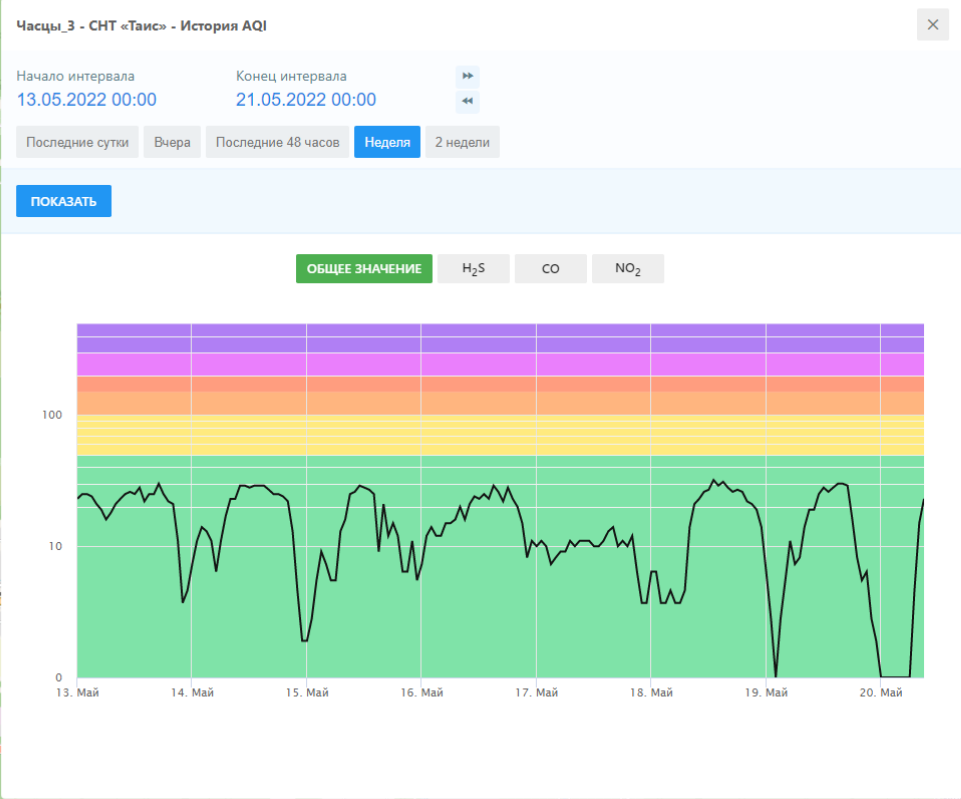 Часцы_3 - СНТ «Таис» - История AQI
Начало интервала
Конец интервала
13.05.2022 00:00
21.05.2022 00:00
Последние сутки
Вчера
Последние 48 часов
Неделя
2 недели
ПОКАЗАТЬ
ОБЩЕЕ ЗНАЧЕНИЕ
H₂S
CO
NO₂
100
10
0
13. Май
14. Май
15. Май
16. Май
17. Май
18. Май
19. Май
20. Май